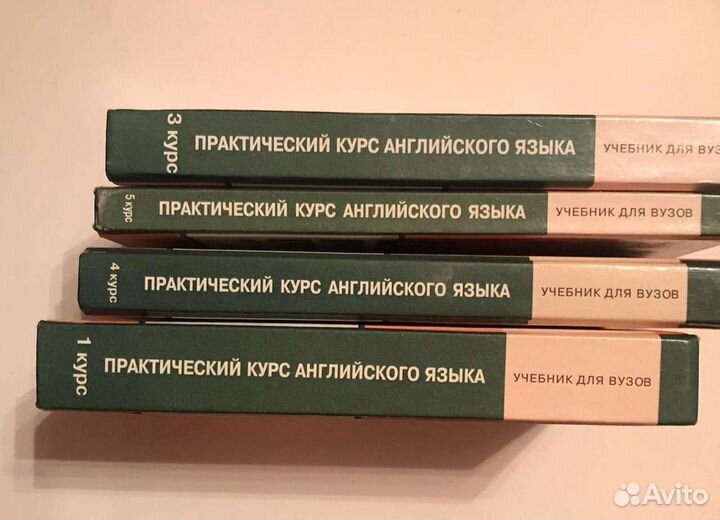 3 курс ПРАКТИЧЕСКИЙ КУРС АНГЛИЙСКОГО ЯЗЫКА УЧЕБНИК ДЛЯ ВУЗ
5 курс ПРАКТИЧЕСКИЙ КУРС АНГЛИЙСКОГО ЯЗЫКА УЧЕБНИК ДЛЯ ВУЗОВ
4 курс ПРАКТИЧЕСКИЙ КУРС АНГЛИЙСКОГО ЯЗЫКА УЧЕБНИК ДЛЯ ВУЗОВ
1 курс ПРАКТИЧЕСКИЙ КУРС АНГЛИЙСКОГО ЯЗЫКА УЧЕБНИК ДЛЯ ВУЗОВ
Avito